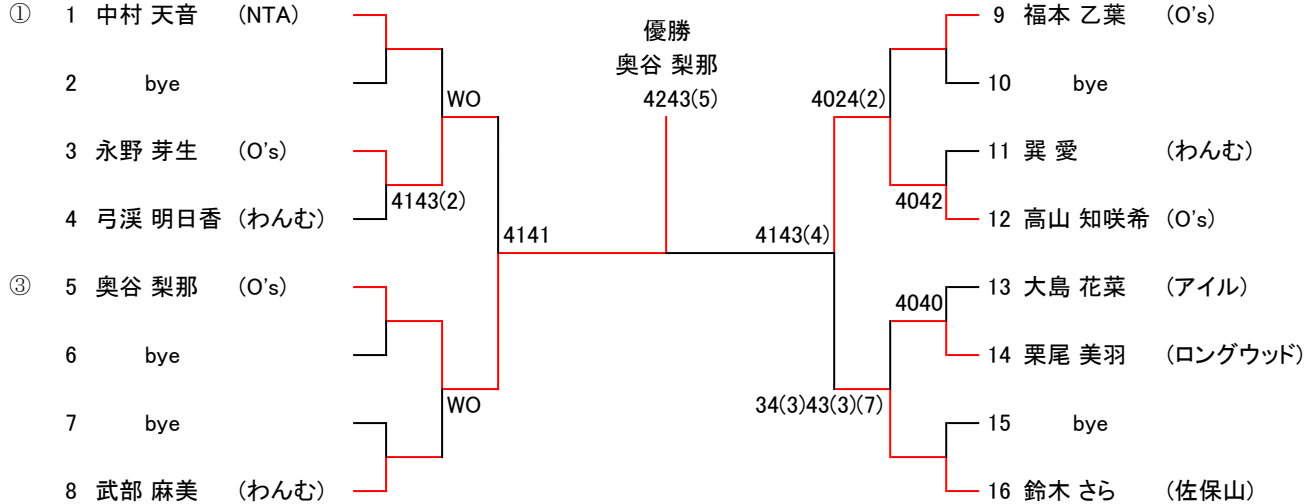 ① 1 中村 天音 (NTA)
2 bye
WO
3 永野 芽生 (O's)
4143(2)
4 弓渓 明日香 (わんむ)
4141
③ 5 奥谷 梨那 (O's)
6 bye
WO
7 bye
8 武部 麻美 (わんむ)
優勝
奥谷 梨那
4243(5)
9 福本 乙葉 (O's)
10 bye
4024(2)
11 巽 愛 (わんむ)
4042
12 高山 知咲希 (O's)
4143(4)
13 大島 花菜 (アイル)
4040
14 栗尾 美羽 (ロングウッド)
34(3)43(3)(7)
15 bye
16 鈴木 さら (佐保山)